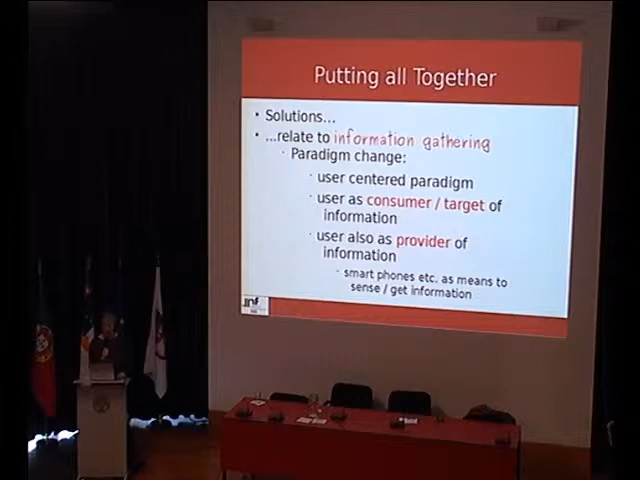 Putting all Together
• Solutions...
• ...relate to information gathering
· Paradigm change:
· user centered paradigm
· user as consumer / target of
information
· user also as provider of
information
· smart phones etc. as means to
sense / get information
inf